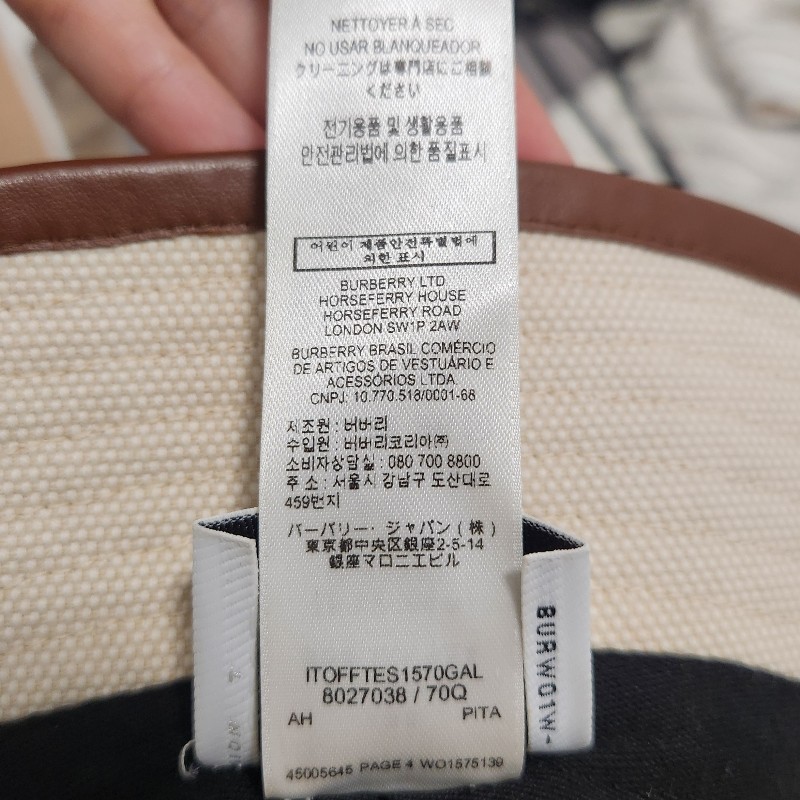 NETTOYER À SEC
NO USAR BLANQUEADOR
クリーニングは専門店にご相談
ください
전기용품 및 생활용품
안전관리법에 의한 품질표시
어린이 제품안전특별법에
의한 표시
BURBERRY LTD
HORSEFERRY HOUSE
HORSEFERRY ROAD
LONDON SW1P 2AW
BURBERRY BRASIL COMÉRCIO
DE ARTIGOS DE VESTUÁRIO E
ACESSÓRIOS LTDA
CNPJ: 10.770.518/0001-68
제조원 : 버버리
수입원 : 버버리코리아㈜
소비자상담실 : 080 700 8800
주 소 : 서울시 강남구 도산대로
459번지
バーバリー・ジャパン ( 株 )
東京都中央区銀座2-5-14
銀座マロニエビル
BURW01W-
ITOFFTES1570GAL
8027038 / 70Q
AH PITA
45005645 PAGE 4 WO1575139